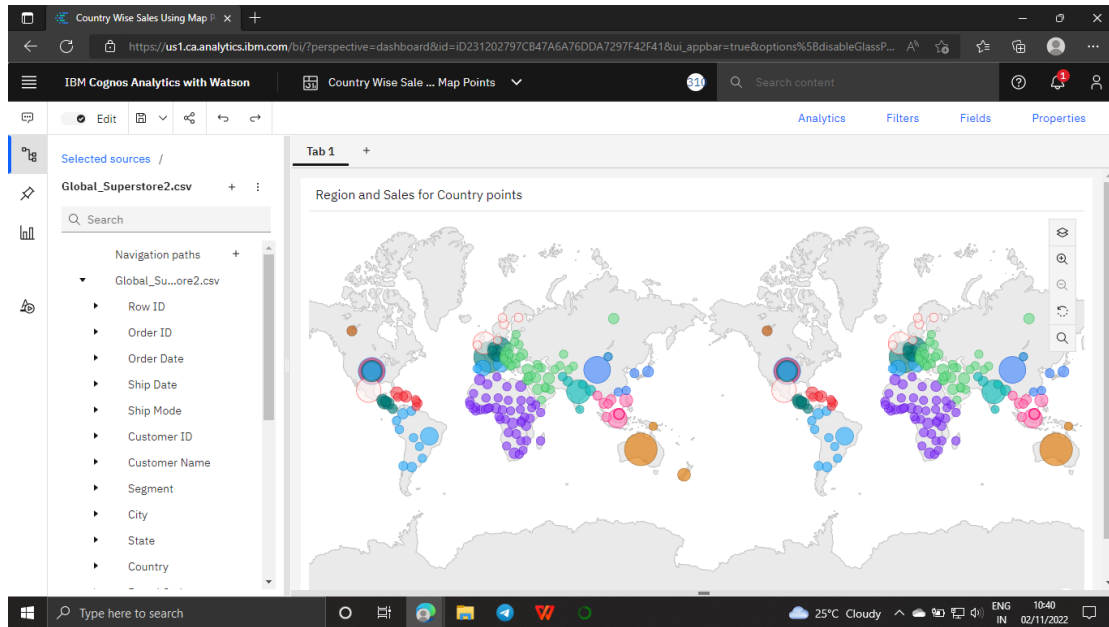 Country Wise Sales Using Map P
https://us1.ca.analytics.ibm.com/bi/?perspective=dashboard&id=iD231202797CB47A6A76DDA7297F42F41&ui_appbar=true&options%5BdisableGlassP...
IBM Cognos Analytics with Watson
Country Wise Sale ... Map Points
310
Search content
1
Edit
Analytics
Filters
Fields
Properties
Selected sources /
Tab 1
Global_Superstore2.csv
Region and Sales for Country points
Search
Navigation paths
Global_Su...ore2.csv
Row ID
Order ID
Order Date
Ship Date
Ship Mode
Customer ID
Customer Name
Segment
City
State
Country
Type here to search
25°C Cloudy
ENG
IN
10:40
02/11/2022